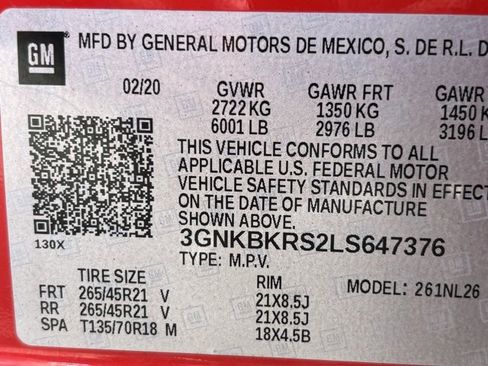 GM
MFD BY GENERAL MOTORS DE MEXICO, S. DE R.L. D
02/20 GVWR GAWR FRT GAWR
2722 KG 1350 KG 1450
6001 LB 2976 LB 3196 L
THIS VEHICLE CONFORMS TO ALL
APPLICABLE U.S. FEDERAL MOTOR
VEHICLE SAFETY STANDARDS IN EFFECT
ON THE DATE OF MANUFACTURE
3GNKBKRS2LS647376
130X
TYPE: M.P.V. MODEL: 261NL26
TIRE SIZE RIM
FRT 265/45R21 V 21X8.5J
RR 265/45R21 V 21X8.5J
SPA T135/70R18 M 18X4.5B